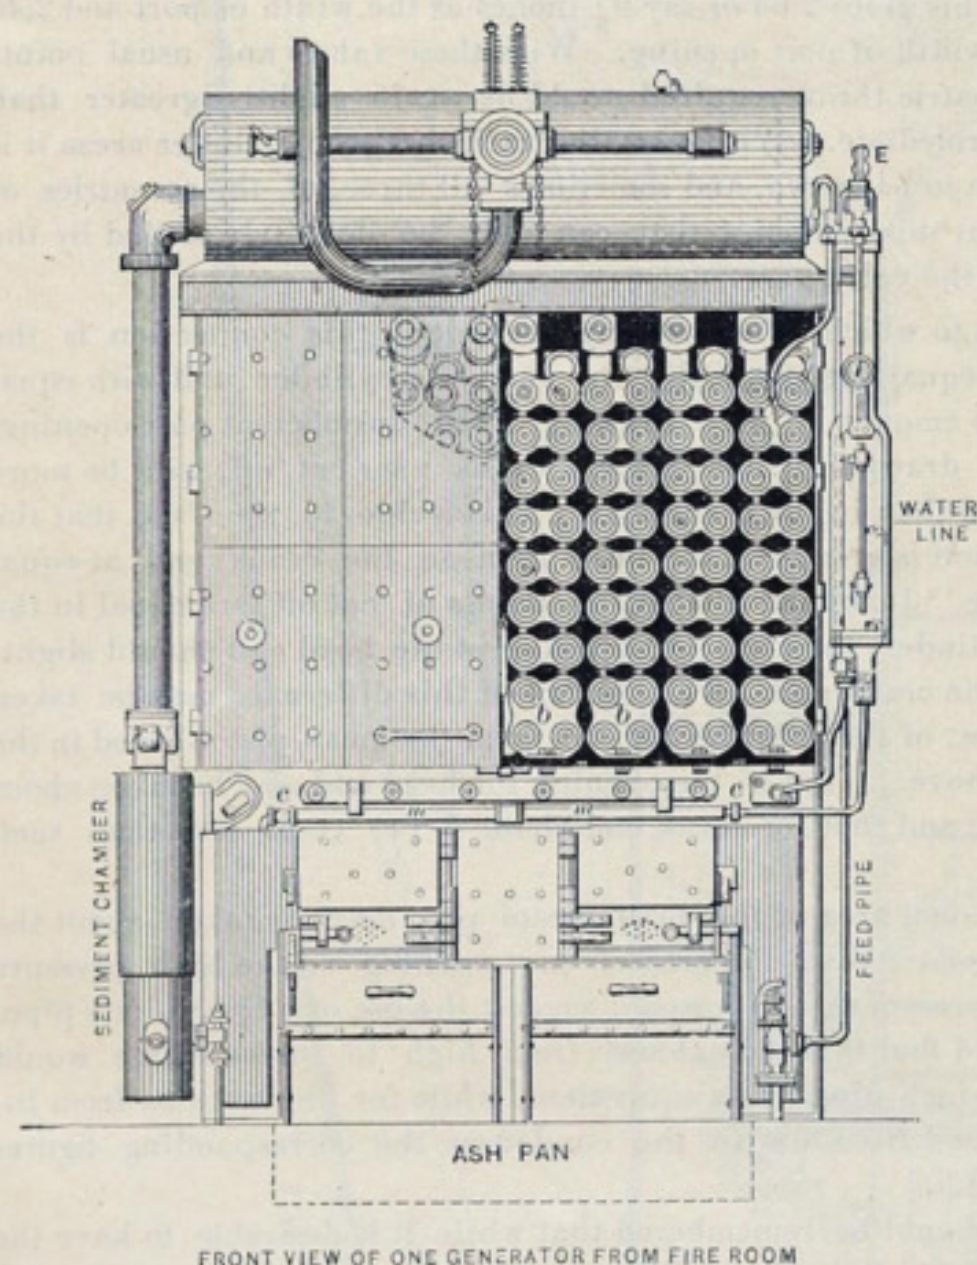 E
WATER
LINE
b
b
e
e
SEDIMENT CHAMBER
FEED PIPE
ASH PAN
FRONT VIEW OF ONE GENERATOR FROM FIRE ROOM